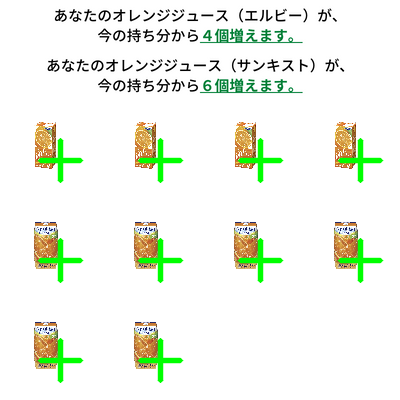 あなたのオレンジジュース（エルビー）が、
今の持ち分から４個増えます。
あなたのオレンジジュース（サンキスト）が、
今の持ち分から６個増えます。